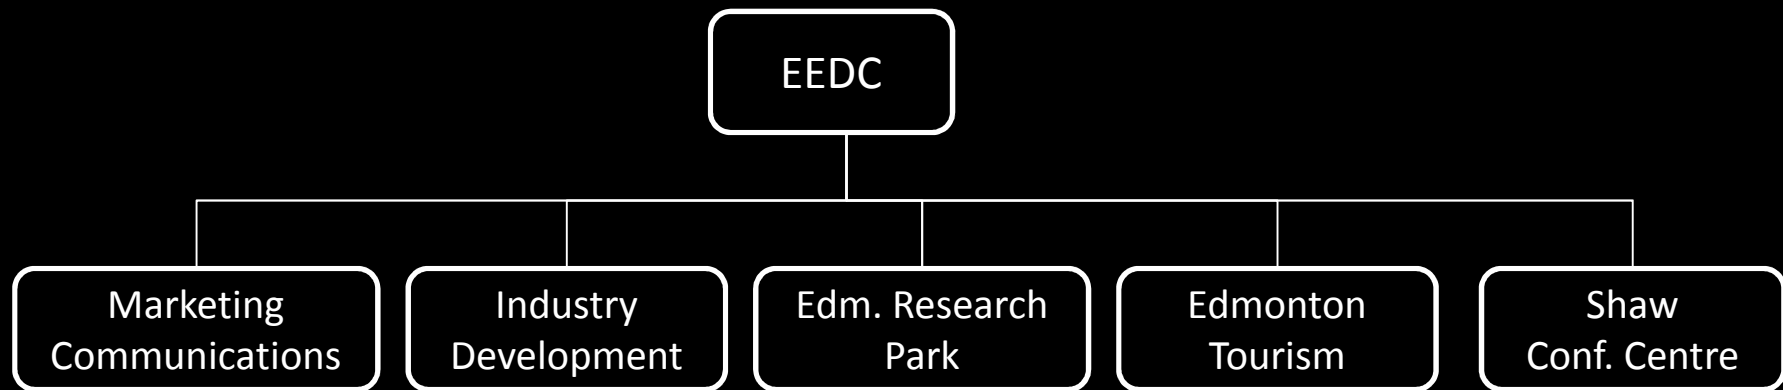 EEDC
Marketing
Communications
Industry
Development
Edm. Research
Park
Edmonton
Tourism
Shaw
Conf. Centre